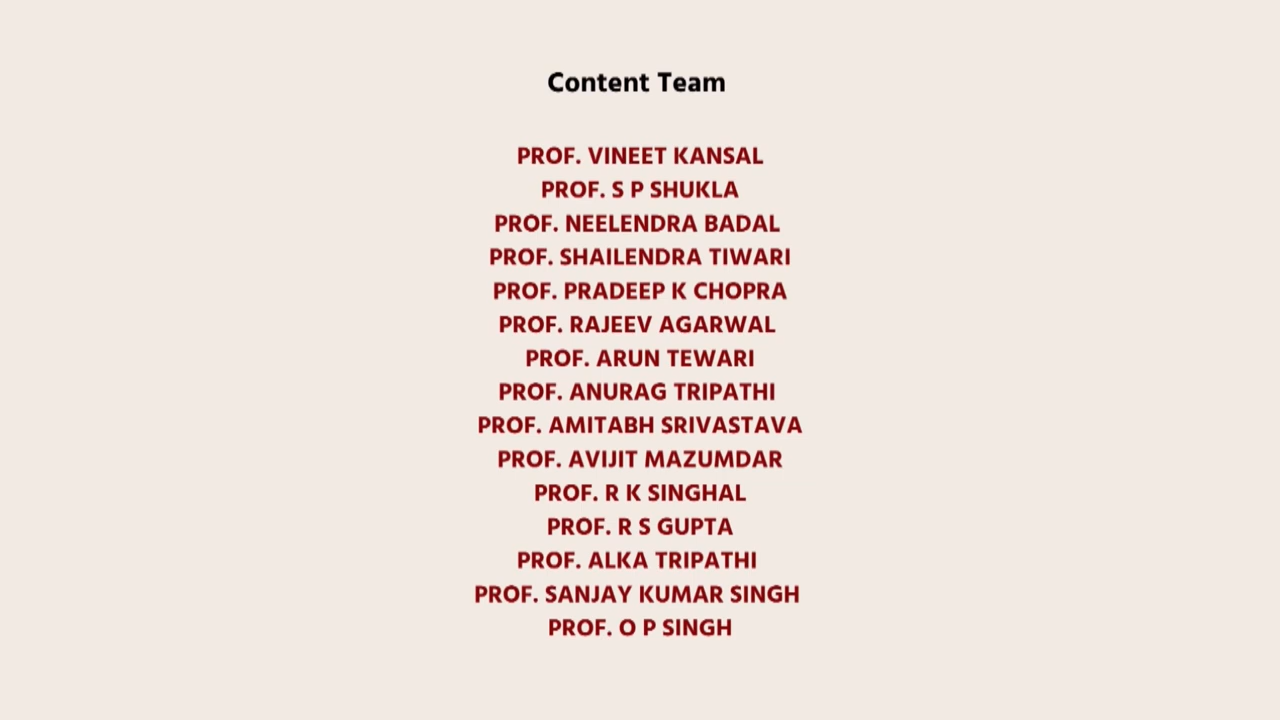 Content Team
PROF. VINEET KANSAL
PROF. S P SHUKLA
PROF. NEELENDRA BADAL
PROF. SHAILENDRA TIWARI
PROF. PRADEEP K CHOPRA
PROF. RAJEEV AGARWAL
PROF. ARUN TEWARI
PROF. ANURAG TRIPATHI
PROF. AMITABH SRIVASTAVA
PROF. AVIJIT MAZUMDAR
PROF. R K SINGHAL
PROF. R S GUPTA
PROF. ALKA TRIPATHI
PROF. SANJAY KUMAR SINGH
PROF. O P SINGH